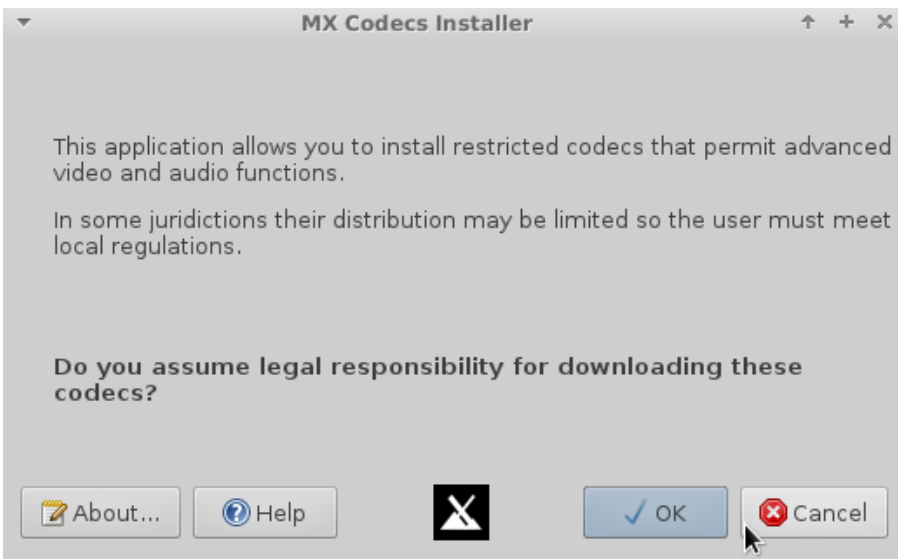 MX Codecs Installer
This application allows you to install restricted codecs that permit advanced
video and audio functions.
In some juridictions their distribution may be limited so the user must meet
local regulations.
Do you assume legal responsibility for downloading these
codecs?
About...
Help
OK
Cancel